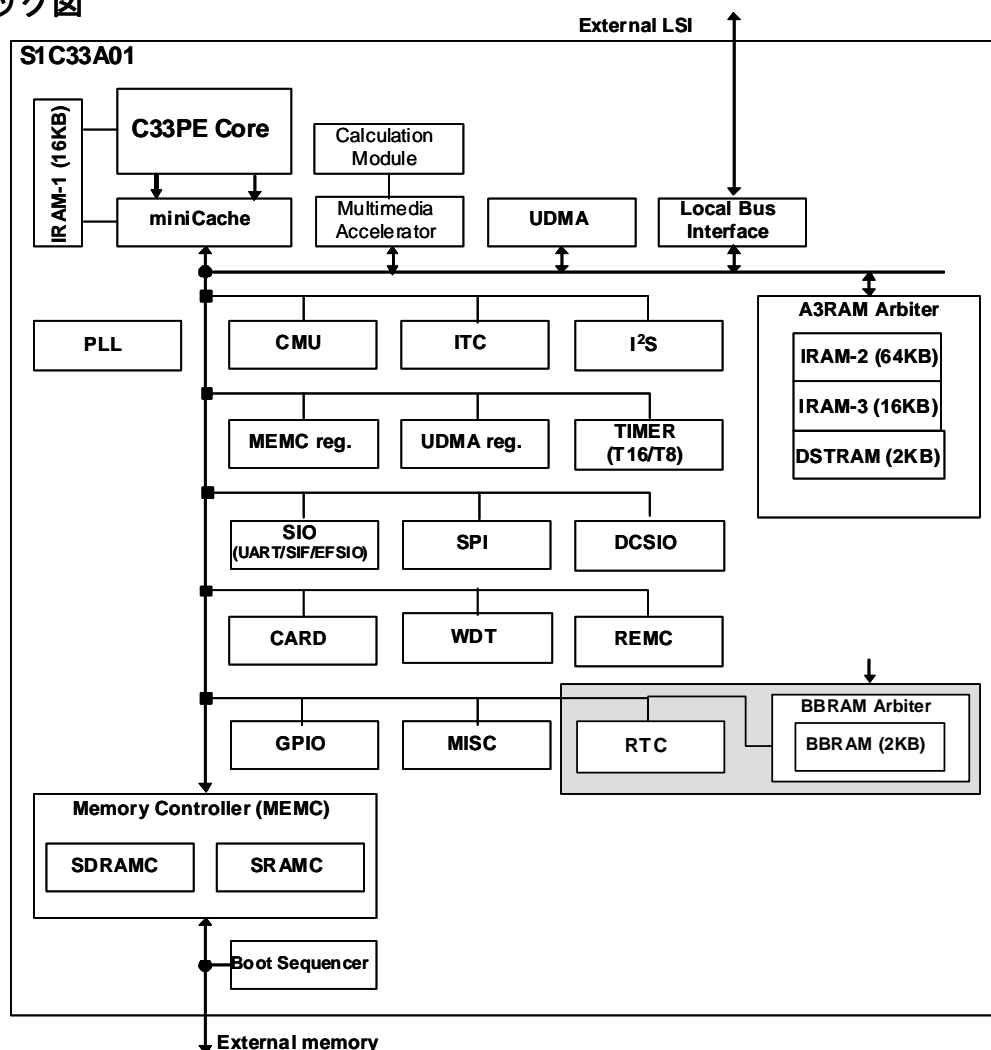 ック図
External LSI
S1C33A01
IRAM-1 (16KB)
C33PE Core
miniCache
Calculation
Module
Multimedia
Accelerator
UDMA
Local Bus
Interface
PLL
CMU
ITC
I²S
A3RAM Arbiter
IRAM-2 (64KB)
IRAM-3 (16KB)
DSTRAM (2KB)
MEMC reg.
UDMA reg.
TIMER
(T16/T8)
SIO
(UART/SIF/EFSIO)
SPI
DCSIO
CARD
WDT
REMC
GPIO
MISC
RTC
BBRAM Arbiter
BBRAM (2KB)
Memory Controller (MEMC)
SDRAMC
SRAMC
Boot Sequencer
External memory